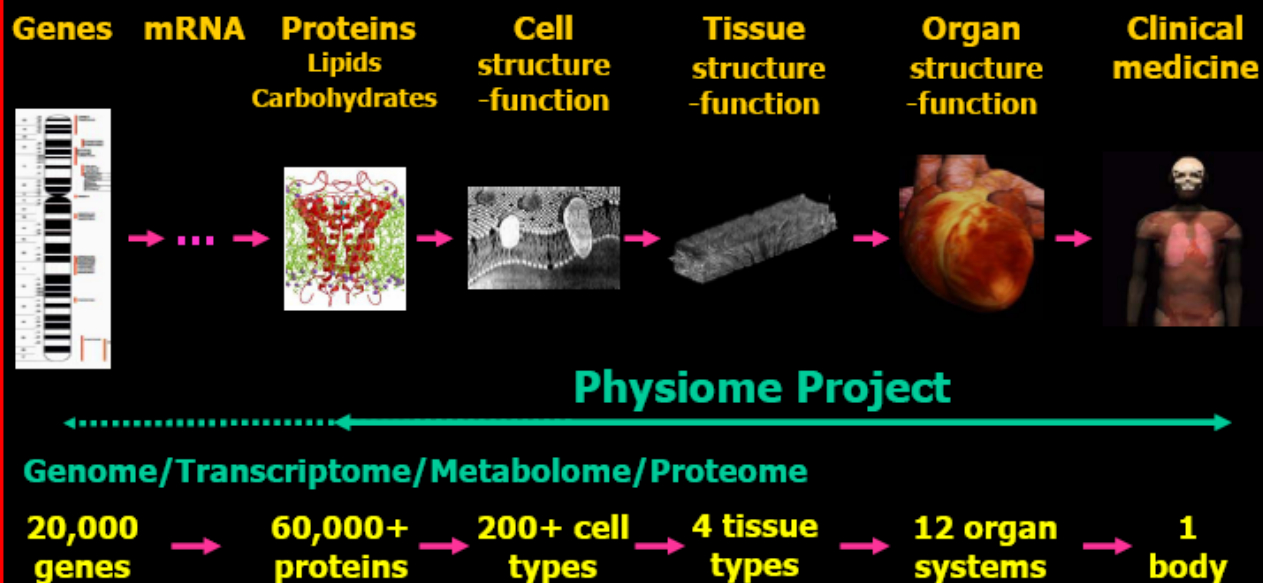 Genes mRNA Proteins Cell Tissue Organ Clinical
Lipids structure structure structure medicine
Carbohydrates -function -function -function
...
Physiome Project
Genome/Transcriptome/Metabolome/Proteome
20,000 60,000+ 200+ cell 4 tissue 12 organ 1
genes proteins types types systems body